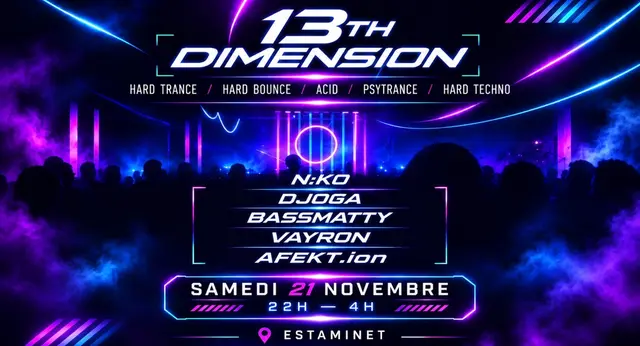 13TH
DIMENSION
HARD TRANCE / HARD BOUNCE / ACID / PSYTRANCE / HARD TECHNO
N:KO
DJOGA
BASSMATTY
VAYRON
AFEKT.ion
SAMEDI 21 NOVEMBRE
22H — 4H
ESTAMINET